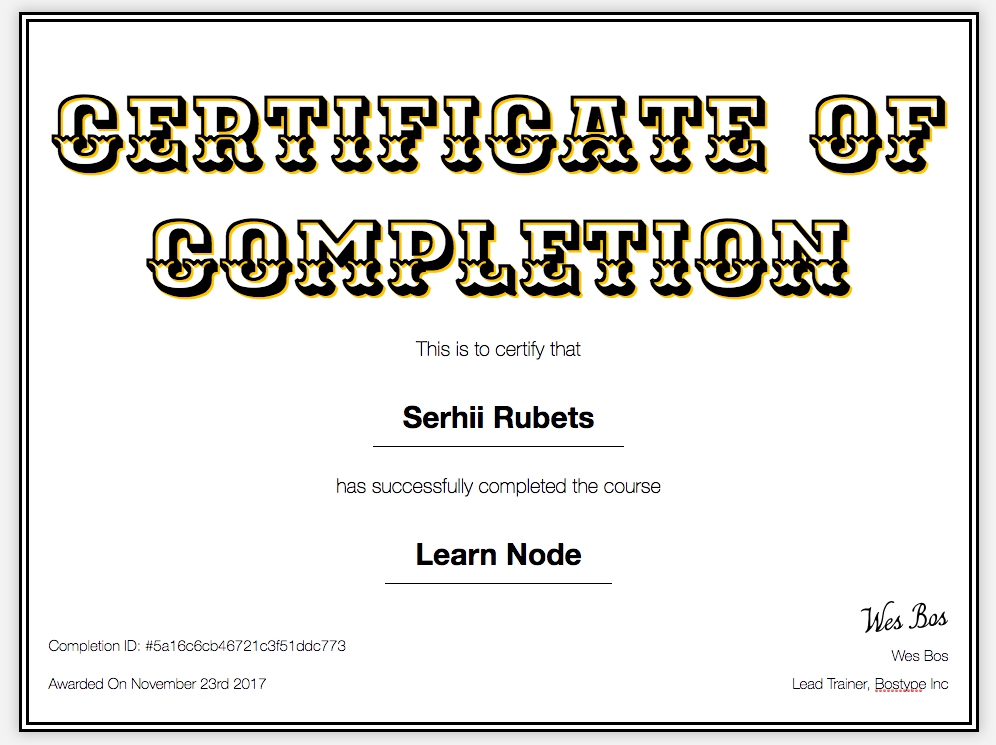 CERTIFICATE OF
COMPLETION
This is to certify that
Serhii Rubets
has successfully completed the course
Learn Node
Wes Bos
Completion ID: #5a16c6cb46721c3f51ddc773
Wes Bos
Awarded On November 23rd 2017
Lead Trainer, Bostype Inc